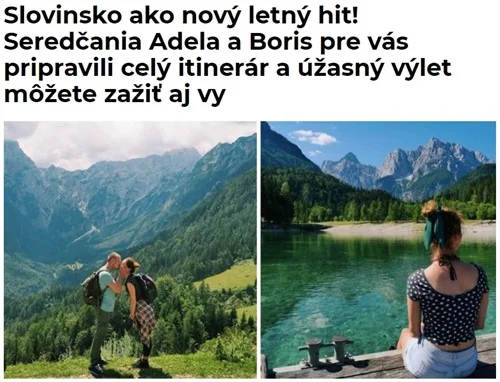 Slovinsko ako nový letný hit!
Seredčania Adela a Boris pre vás
pripravili celý itinerár a úžasný výlet
môžete zažiť aj vy